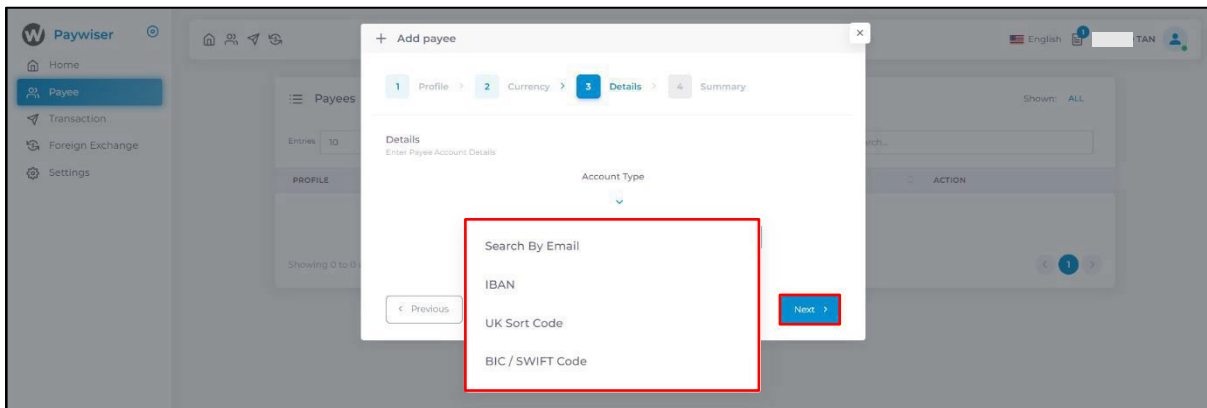 Paywiser
+ Add payee
×
English
1
TAN
Home
Payee
Transaction
Foreign Exchange
Settings
1 Profile > 2 Currency > 3 Details > 4 Summary
Payees
Shown: ALL
Entries 10
Details
Enter Payee Account Details
Account Type
PROFILE
ACTION
Search By Email
IBAN
UK Sort Code
BIC / SWIFT Code
Showing 0 to 0
< 1 >
< Previous
Next >